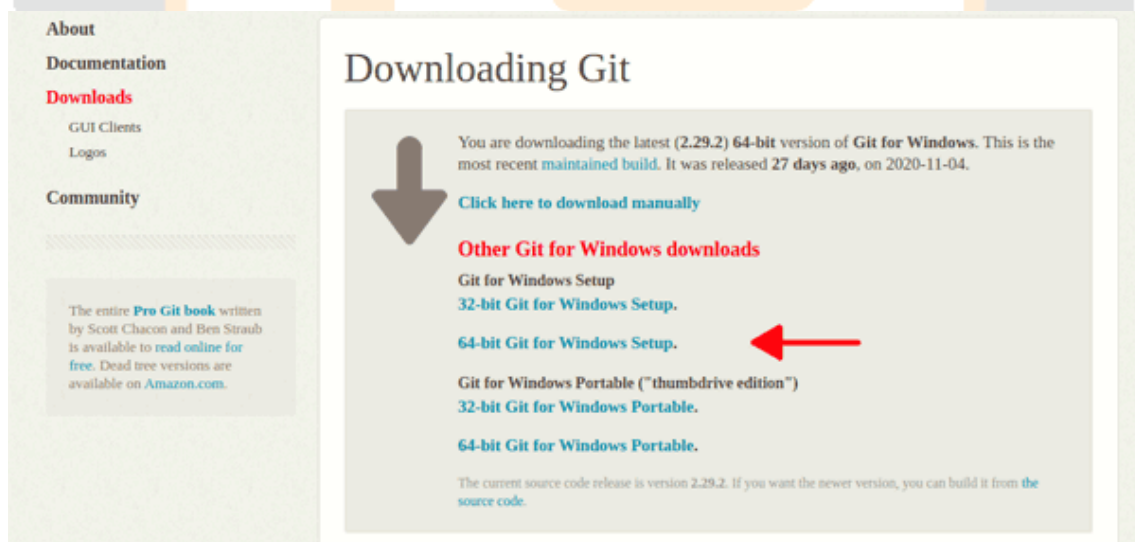 About
Documentation
Downloads
GUI Clients
Logos
Community
The entire Pro Git book written
by Scott Chacon and Ben Straub
is available to read online for
free. Dead tree versions are
available on Amazon.com.
Downloading Git
You are downloading the latest (2.29.2) 64-bit version of Git for Windows. This is the
most recent maintained build. It was released 27 days ago, on 2020-11-04.
Click here to download manually
Other Git for Windows downloads
Git for Windows Setup
32-bit Git for Windows Setup.
64-bit Git for Windows Setup.
Git for Windows Portable ("thumbdrive edition")
32-bit Git for Windows Portable.
64-bit Git for Windows Portable.
The current source code release is version 2.29.2. If you want the newer version, you can build it from the
source code.